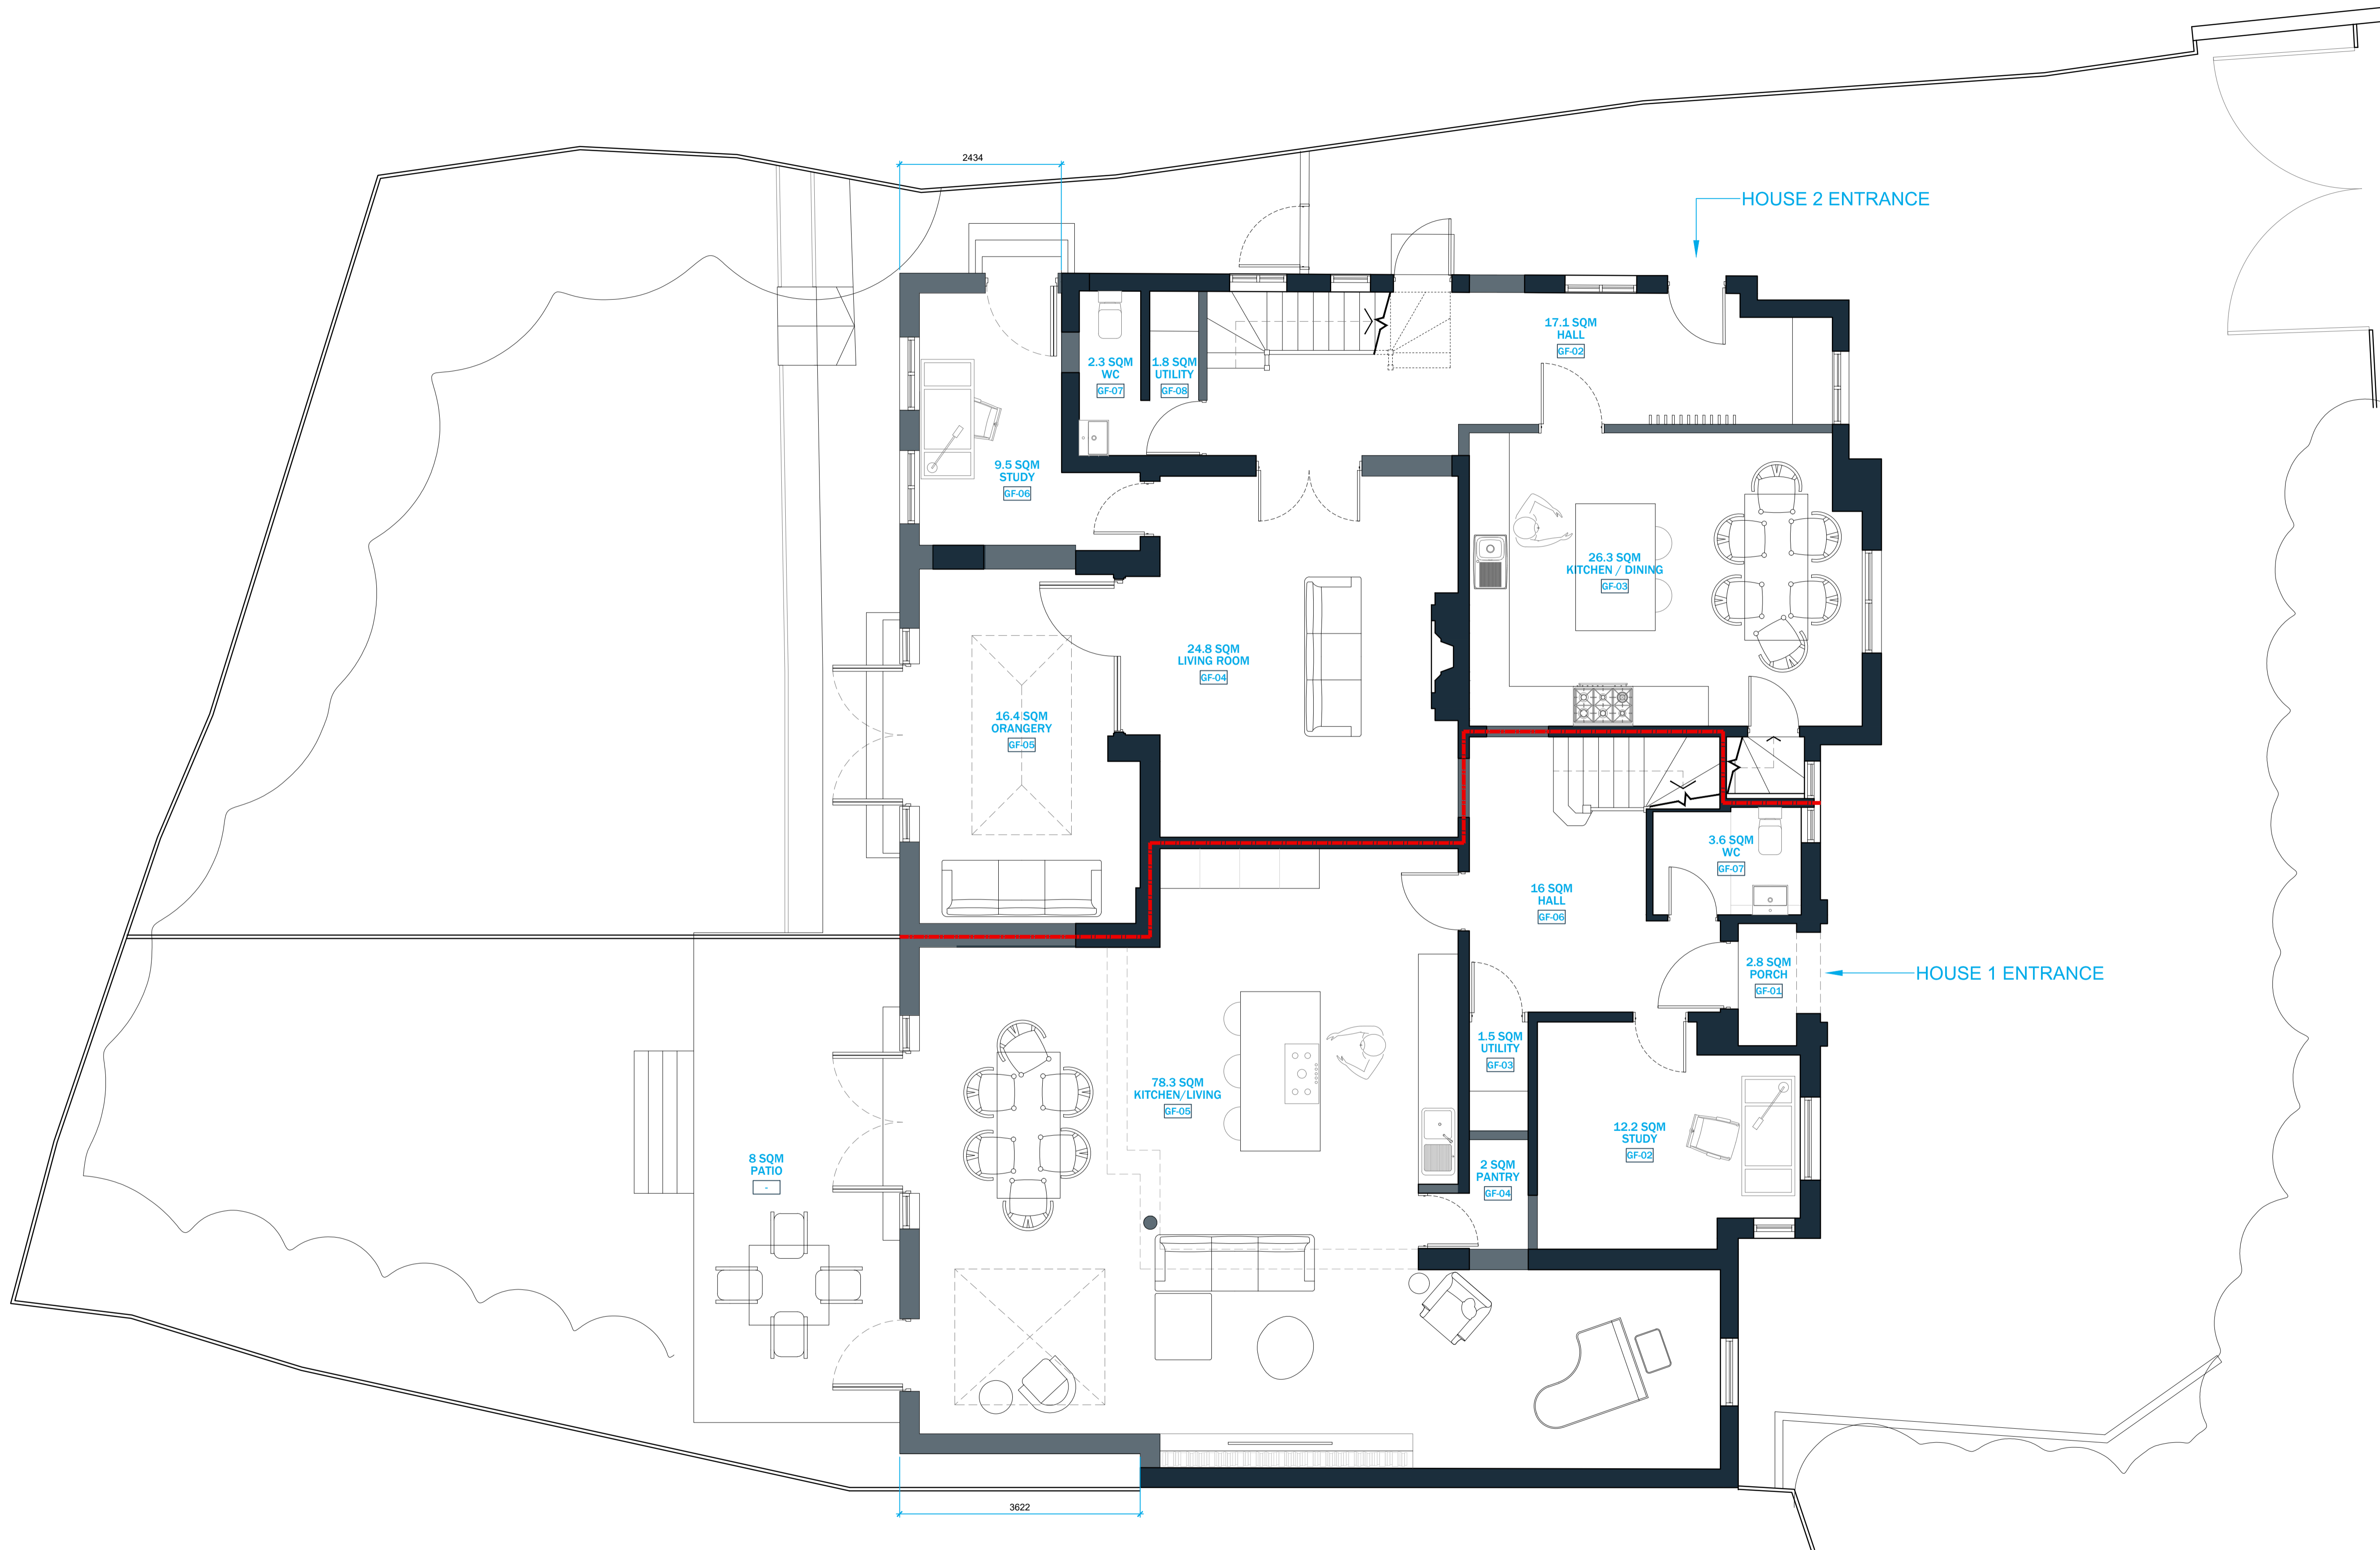 2434
HOUSE 2 ENTRANCE
17.1 SQM
HALL
GF-02
2.3 SQM
WC
GF-07
1.8 SQM
UTILITY
GF-08
9.5 SQM
STUDY
GF-06
26.3 SQM
KITCHEN / DINING
GF-03
24.8 SQM
LIVING ROOM
GF-04
16.4 SQM
ORANGERY
GF-05
3.6 SQM
WC
GF-07
16 SQM
HALL
GF-06
2.8 SQM
PORCH
GF-01
HOUSE 1 ENTRANCE
1.5 SQM
UTILITY
GF-03
78.3 SQM
KITCHEN/LIVING
GF-05
12.2 SQM
STUDY
GF-02
8 SQM
PATIO
-
2 SQM
PANTRY
GF-04
3622